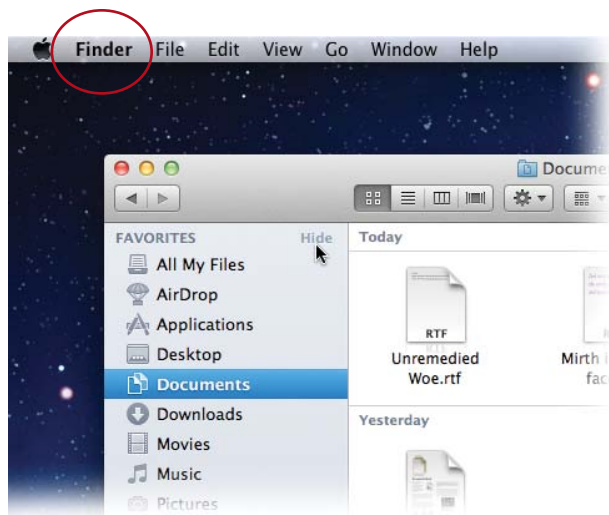 Finder File Edit View Go Window Help
Docume
FAVORITES Hide
All My Files
AirDrop
Applications
Desktop
Documents
Downloads
Movies
Music
Pictures
Today
RTF
Unremedied
Woe.rtf
Mirth i
fac
Yesterday